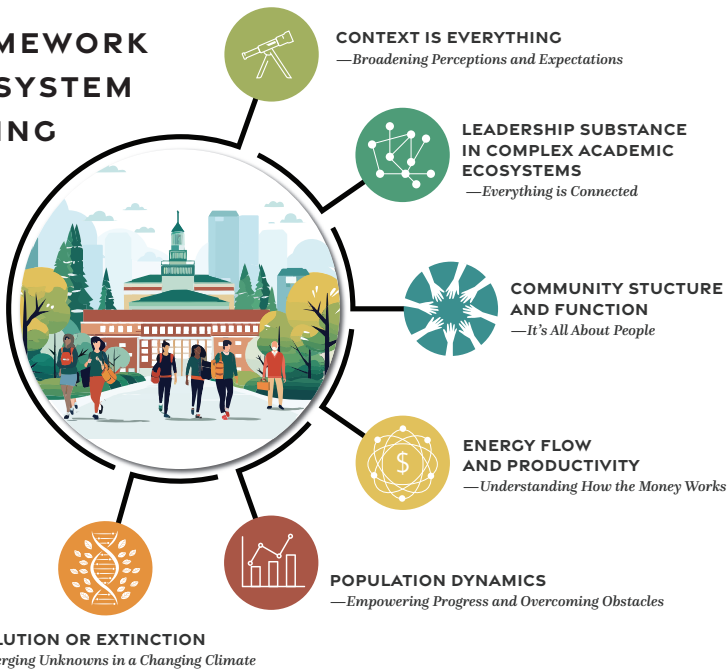 MEWORK
SYSTEM
ING
CONTEXT IS EVERYTHING
—Broadening Perceptions and Expectations
LEADERSHIP SUBSTANCE
IN COMPLEX ACADEMIC
ECOSYSTEMS
—Everything is Connected
COMMUNITY STUCTURE
AND FUNCTION
—It's All About People
$
ENERGY FLOW
AND PRODUCTIVITY
—Understanding How the Money Works
POPULATION DYNAMICS
—Empowering Progress and Overcoming Obstacles
LUTION OR EXTINCTION
erging Unknowns in a Changing Climate